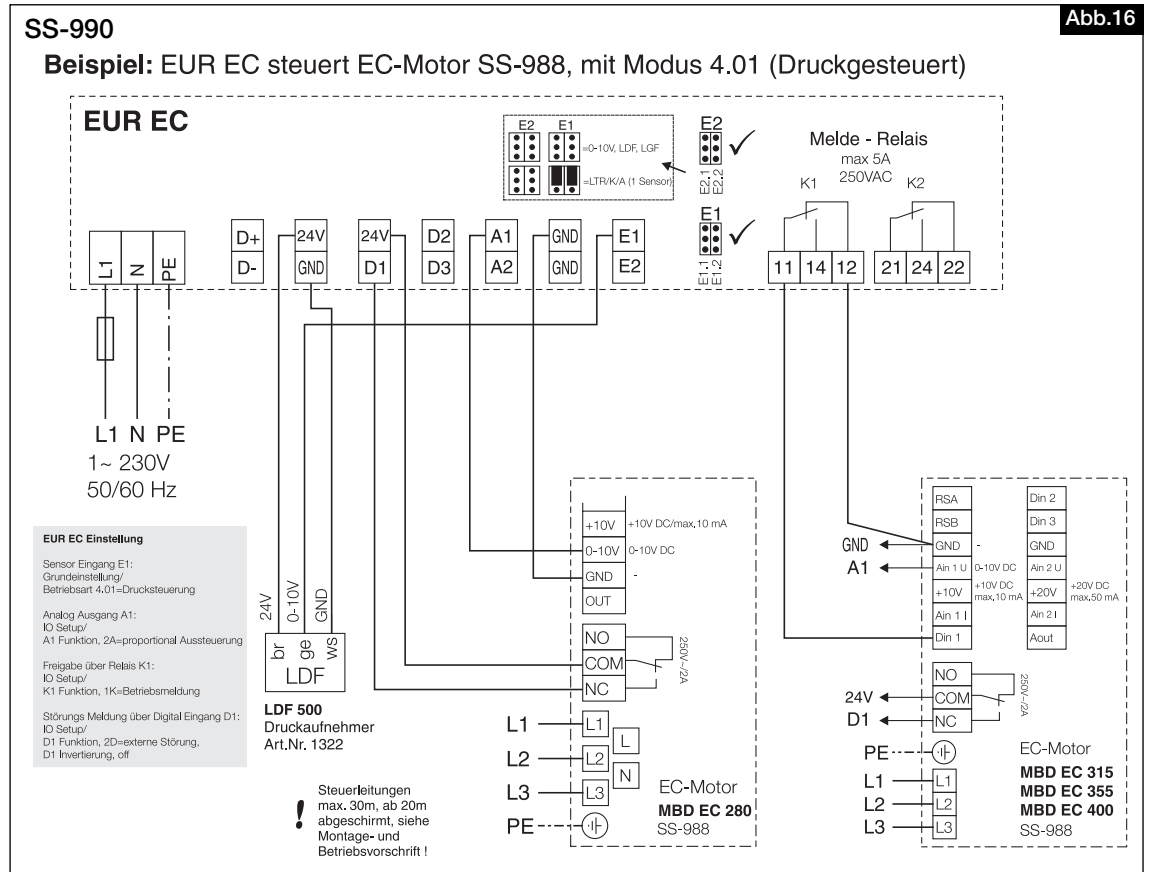 SS-990
Abb.16
Beispiel: EUR EC steuert EC-Motor SS-988, mit Modus 4.01 (Druckgesteuert)
EUR EC
E2 E1
=0-10V, LDF, LGF
=LTR/K/A (1 Sensor)
E2
E2.1
E2.2
E1
E1.1
E1.2
Melde - Relais
max 5A
250VAC
K1 K2
L1 N PE
D+ 24V 24V D2 A1 GND E1
D- GND D1 D3 A2 GND E2
11 14 12 21 24 22
L1 N PE
1~ 230V
50/60 Hz
EUR EC Einstellung
Sensor Eingang E1:
Grundeinstellung/
Betriebsart 4.01=Drucksteuerung
Analog Ausgang A1:
IO Setup/
A1 Funktion, 2A=proportional Aussteuerung
Freigabe über Relais K1:
IO Setup/
K1 Funktion, 1K=Betriebsmeldung
Störungs Meldung über Digital Eingang D1:
IO Setup/
D1 Funktion, 2D=externe Störung,
D1 Invertierung, off
24V
0-10V
GND
br
ge
ws
LDF
LDF 500
Druckaufnehmer
Art.Nr. 1322
! Steuerleitungen
max. 30m, ab 20m
abgeschirmt, siehe
Montage- und
Betriebsvorschrift !
+10V +10V DC/max.10 mA
0-10V 0-10V DC
GND -
OUT
NO
COM
NC
250V~/2A
L1 L1
L
L2 L2
N
L3 L3
PE
EC-Motor
MBD EC 280
SS-988
RSA Din 2
RSB Din 3
GND GND - GND
A1 Ain 1 U 0-10V DC Ain 2 U
+10V +10V DC max.10 mA +20V +20V DC max.50 mA
Ain 1 I Ain 2 I
Din 1 Aout
NO
24V COM
D1 NC
250V~/2A
PE
L1 L1
L2 L2
L3 L3
EC-Motor
MBD EC 315
MBD EC 355
MBD EC 400
SS-988